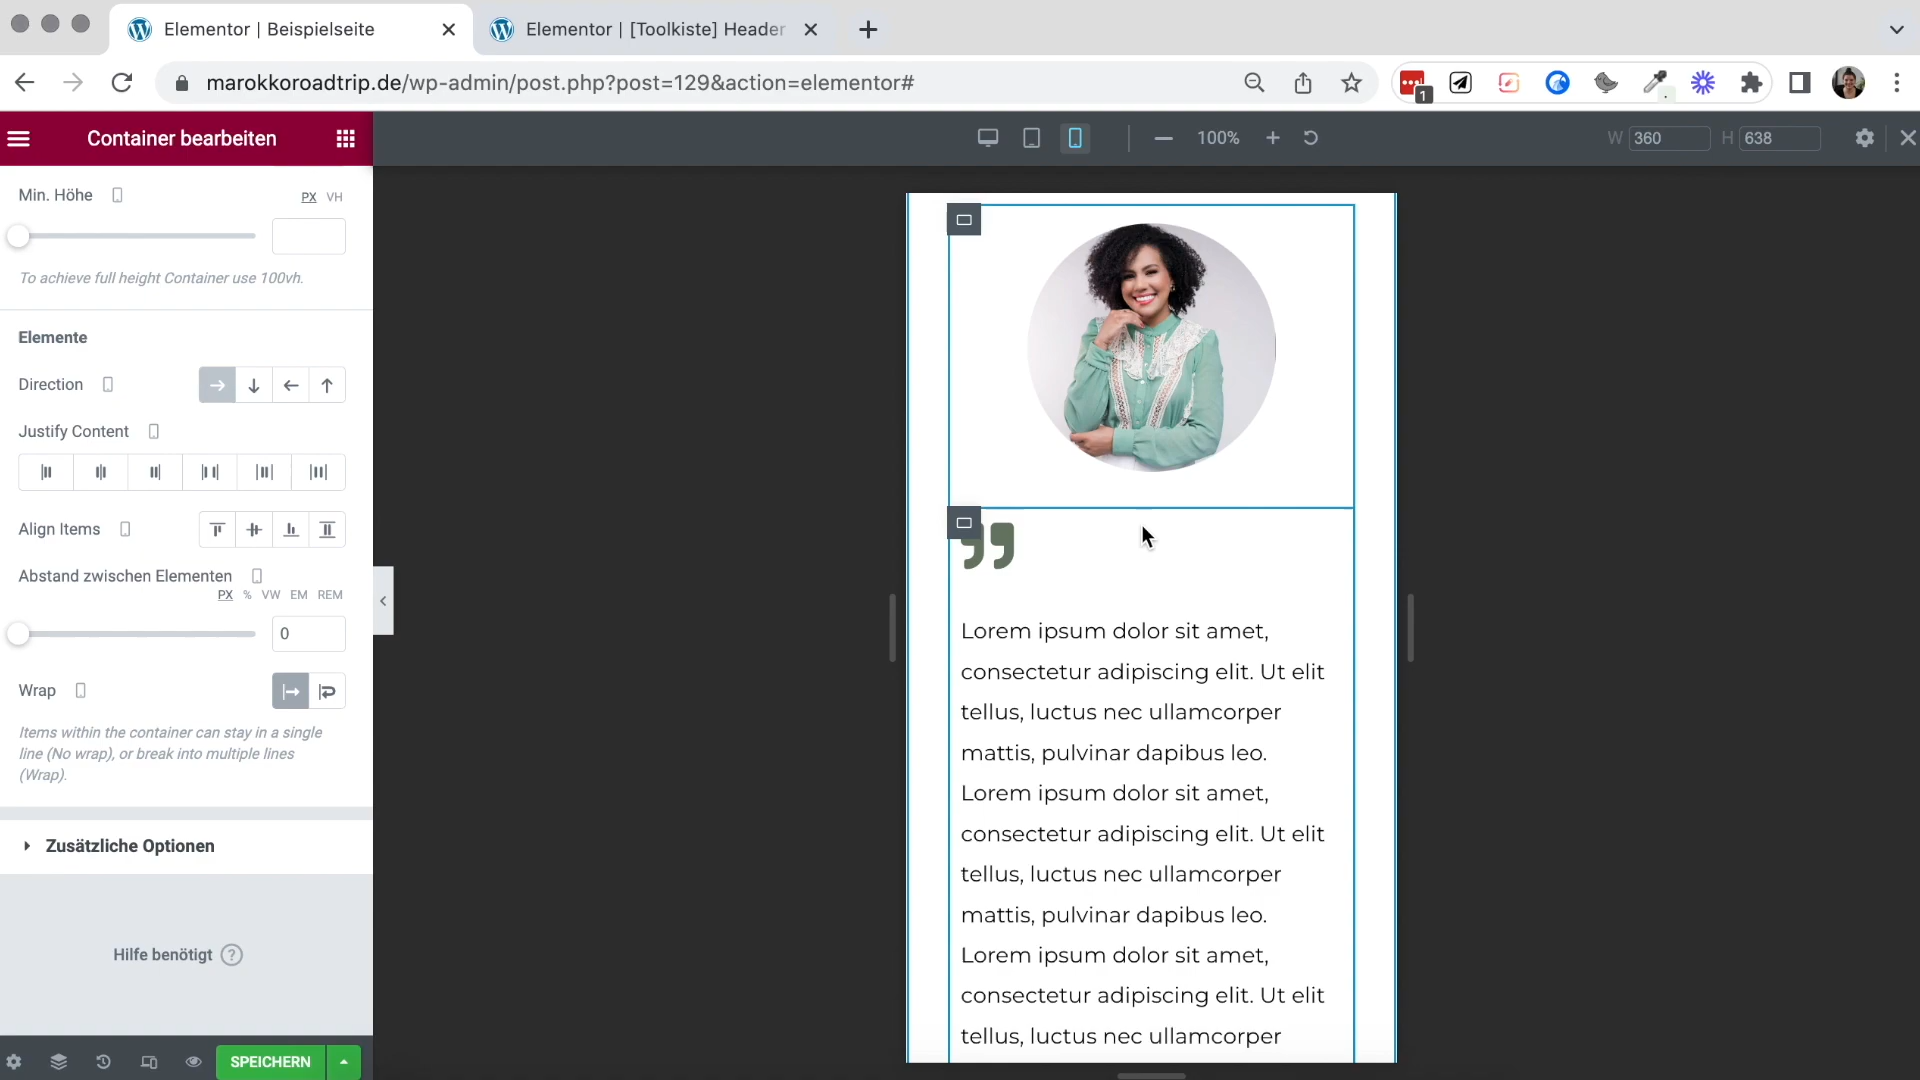 Elementor | Beispielseite
Elementor | [Toolkiste] Header
marokkoroadtrip.de/wp-admin/post.php?post=129&action=elementor#
1
Container bearbeiten
100%
W 360
H 638
Min. Höhe
PX VH
To achieve full height Container use 100vh.
Elemente
Direction
Justify Content
Align Items
Abstand zwischen Elementen
PX % VW EM REM
0
Wrap
Items within the container can stay in a single
line (No wrap), or break into multiple lines
(Wrap).
Zusätzliche Optionen
Hilfe benötigt ?
SPEICHERN
Lorem ipsum dolor sit amet,
consectetur adipiscing elit. Ut elit
tellus, luctus nec ullamcorper
mattis, pulvinar dapibus leo.
Lorem ipsum dolor sit amet,
consectetur adipiscing elit. Ut elit
tellus, luctus nec ullamcorper
mattis, pulvinar dapibus leo.
Lorem ipsum dolor sit amet,
consectetur adipiscing elit. Ut elit
tellus, luctus nec ullamcorper